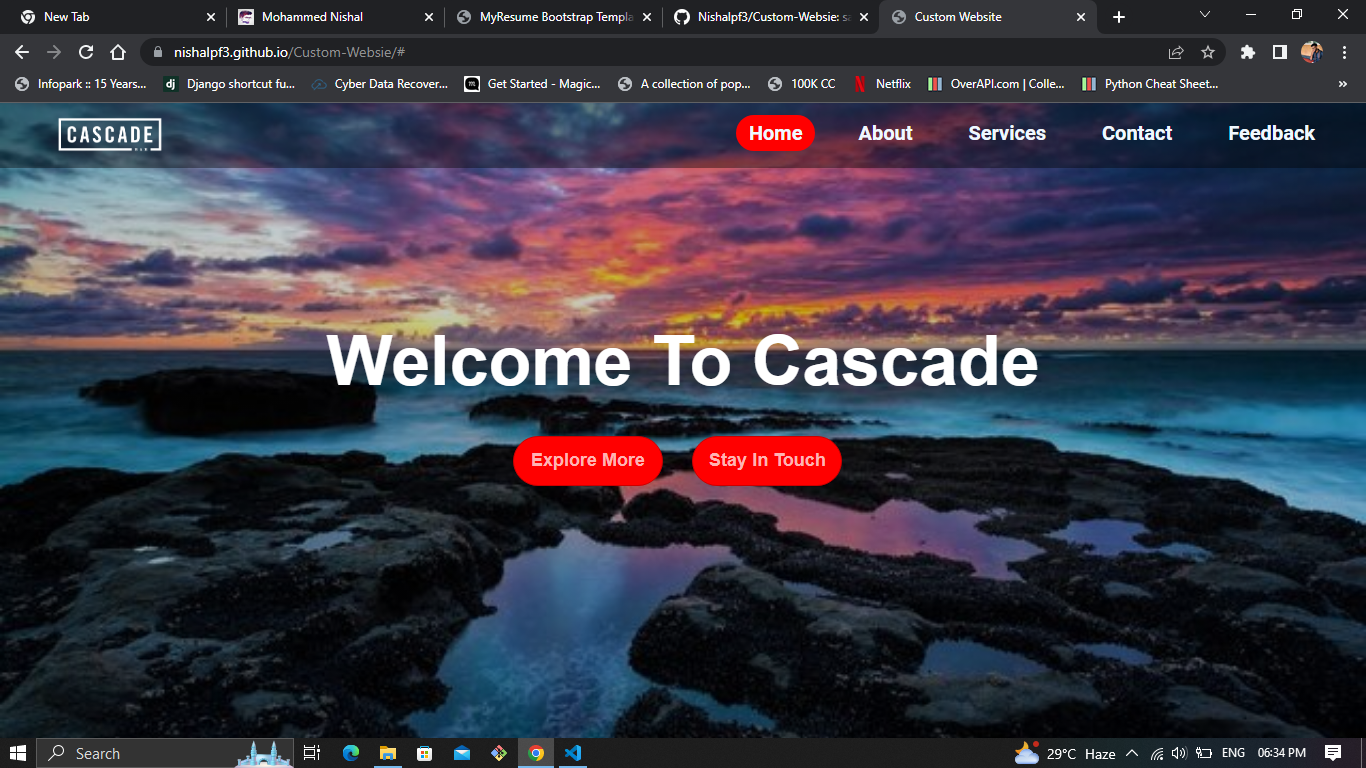 New Tab
Mohammed Nishal
MyResume Bootstrap Templa
Nishalpf3/Custom-Websie: sa
Custom Website
nishalpf3.github.io/Custom-Websie/#
Infopark :: 15 Years...
dj
Django shortcut fu...
Cyber Data Recover...
Get Started - Magic...
A collection of pop...
100K CC
Netflix
OverAPI.com | Colle...
Python Cheat Sheet...
»
CASCADE
Home
About
Services
Contact
Feedback
Welcome To Cascade
Explore More
Stay In Touch
Search
29°C Haze
ENG
06:34 PM